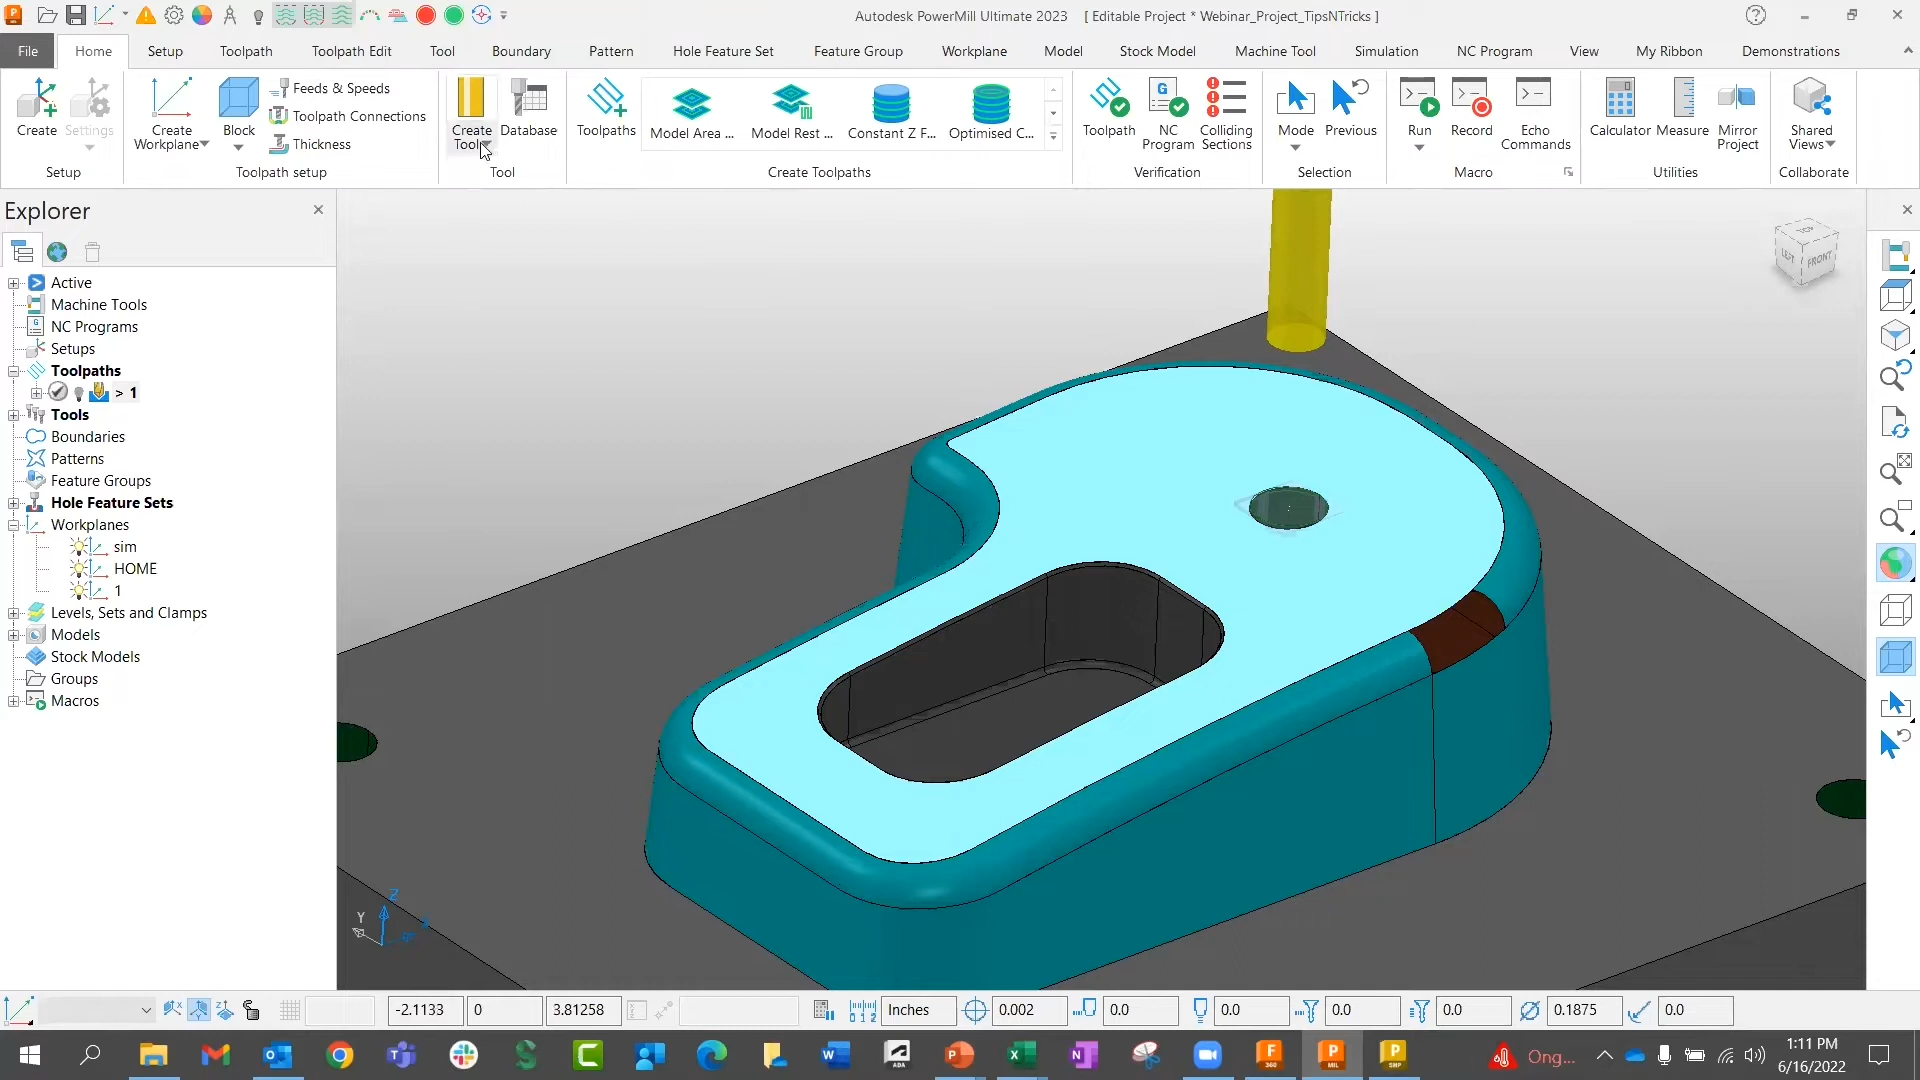 Autodesk PowerMill Ultimate 2023 [ Editable Project * Webinar_Project_TipsNTricks ]
File Home Setup Toolpath Toolpath Edit Tool Boundary Pattern Hole Feature Set Feature Group Workplane Model Stock Model Machine Tool Simulation NC Program View My Ribbon Demonstrations
Create
Settings
Setup
Create Workplane
Block
Feeds & Speeds
Toolpath Connections
Thickness
Toolpath setup
Create Tool
Database
Tool
Toolpaths
Model Area ...
Model Rest ...
Constant Z F...
Optimised C...
Create Toolpaths
Toolpath
NC Program
Colliding Sections
Verification
Mode
Previous
Selection
Run
Record
Echo Commands
Macro
Calculator
Measure
Mirror Project
Utilities
Shared Views
Collaborate
Explorer
Active
Machine Tools
NC Programs
Setups
Toolpaths
> 1
Tools
Boundaries
Patterns
Feature Groups
Hole Feature Sets
Workplanes
sim
HOME
1
Levels, Sets and Clamps
Models
Stock Models
Groups
Macros
TOP
LEFT
FRONT
Z
Y
-2.1133 0 3.81258 Inches 0.002 0.0 0.0 0.0 0.0 0.1875 0.0
Ong...
1:11 PM
6/16/2022